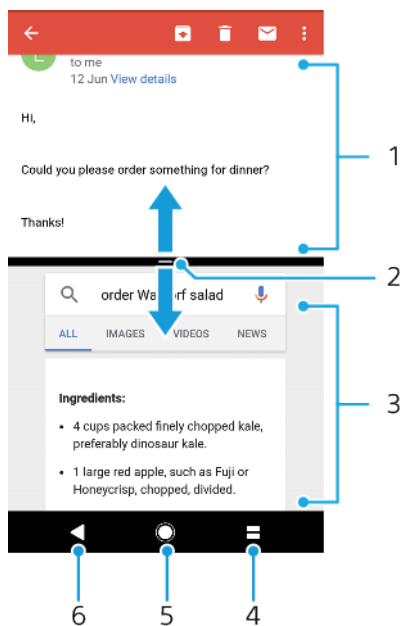 to me
12 Jun View details
Hi,
Could you please order something for dinner?
Thanks!
1
2
order Wa rf salad
ALL IMAGES VIDEOS NEWS
3
Ingredients:
• 4 cups packed finely chopped kale,
preferably dinosaur kale.
• 1 large red apple, such as Fuji or
Honeycrisp, chopped, divided.
6 5 4